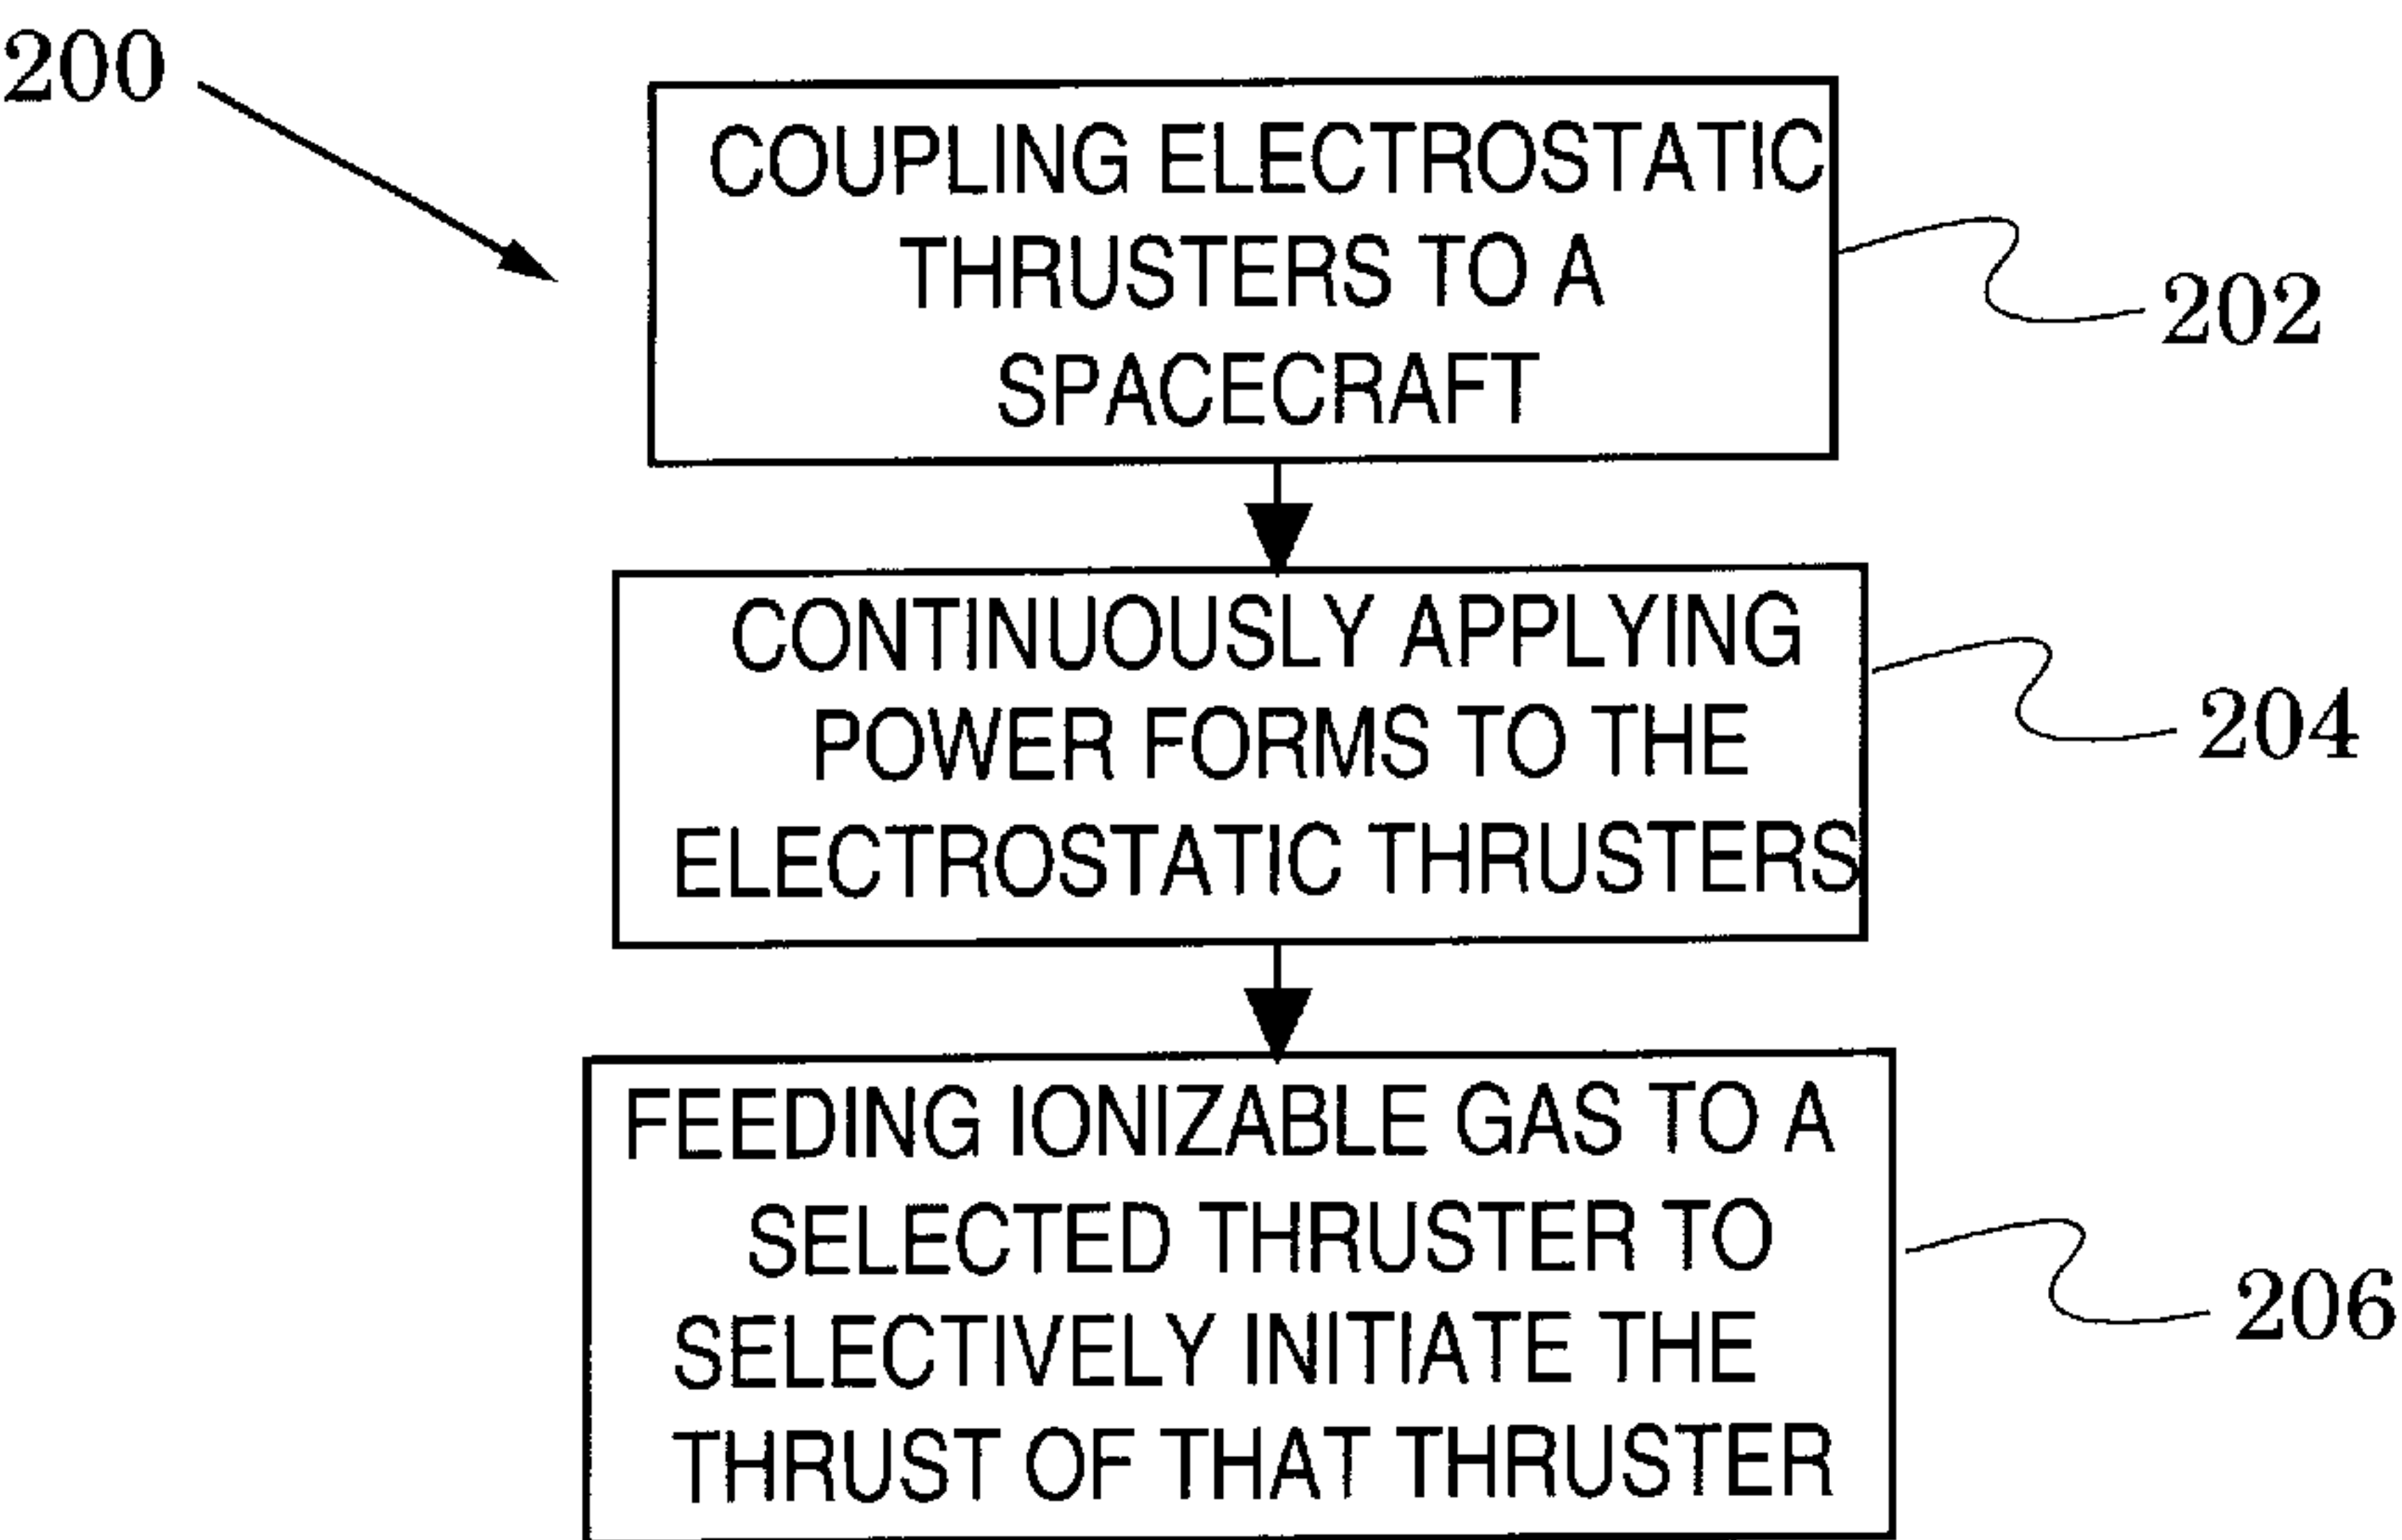 200
COUPLING ELECTROSTATIC
THRUSTERS TO A
SPACECRAFT
202
CONTINUOUSLY APPLYING
POWER FORMS TO THE
ELECTROSTATIC THRUSTERS
204
FEEDING IONIZABLE GAS TO A
SELECTED THRUSTER TO
SELECTIVELY INITIATE THE
THRUST OF THAT THRUSTER
206